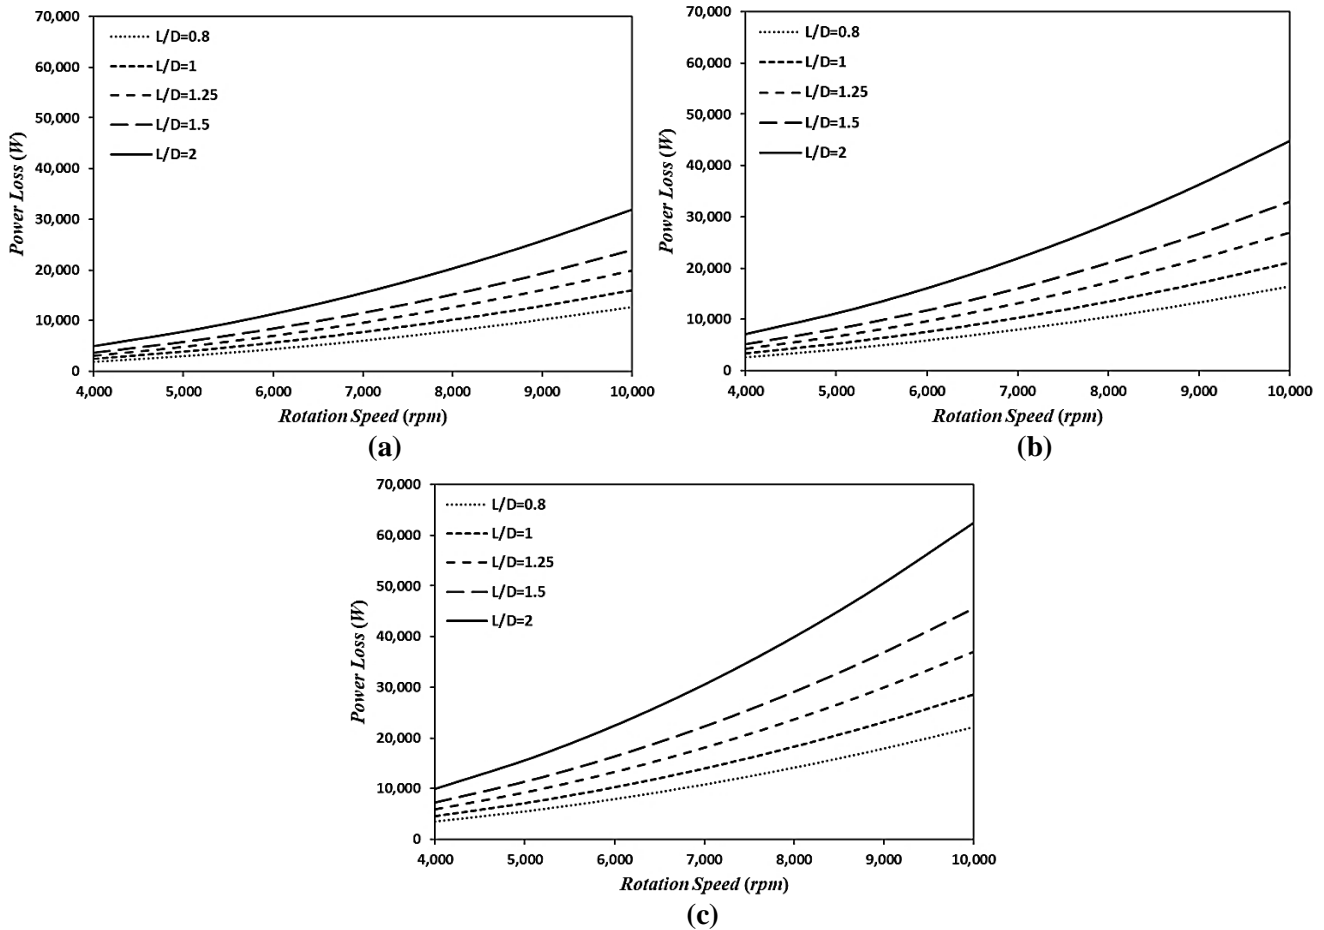 70,000
60,000
50,000
40,000
30,000
20,000
10,000
0
Power Loss (W)
L/D=0.8
L/D=1
L/D=1.25
L/D=1.5
L/D=2
4,000 5,000 6,000 7,000 8,000 9,000 10,000
Rotation Speed (rpm)
(a)
70,000
60,000
50,000
40,000
30,000
20,000
10,000
0
Power Loss (W)
L/D=0.8
L/D=1
L/D=1.25
L/D=1.5
L/D=2
4,000 5,000 6,000 7,000 8,000 9,000 10,000
Rotation Speed (rpm)
(b)
70,000
60,000
50,000
40,000
30,000
20,000
10,000
0
Power Loss (W)
L/D=0.8
L/D=1
L/D=1.25
L/D=1.5
L/D=2
4,000 5,000 6,000 7,000 8,000 9,000 10,000
Rotation Speed (rpm)
(c)